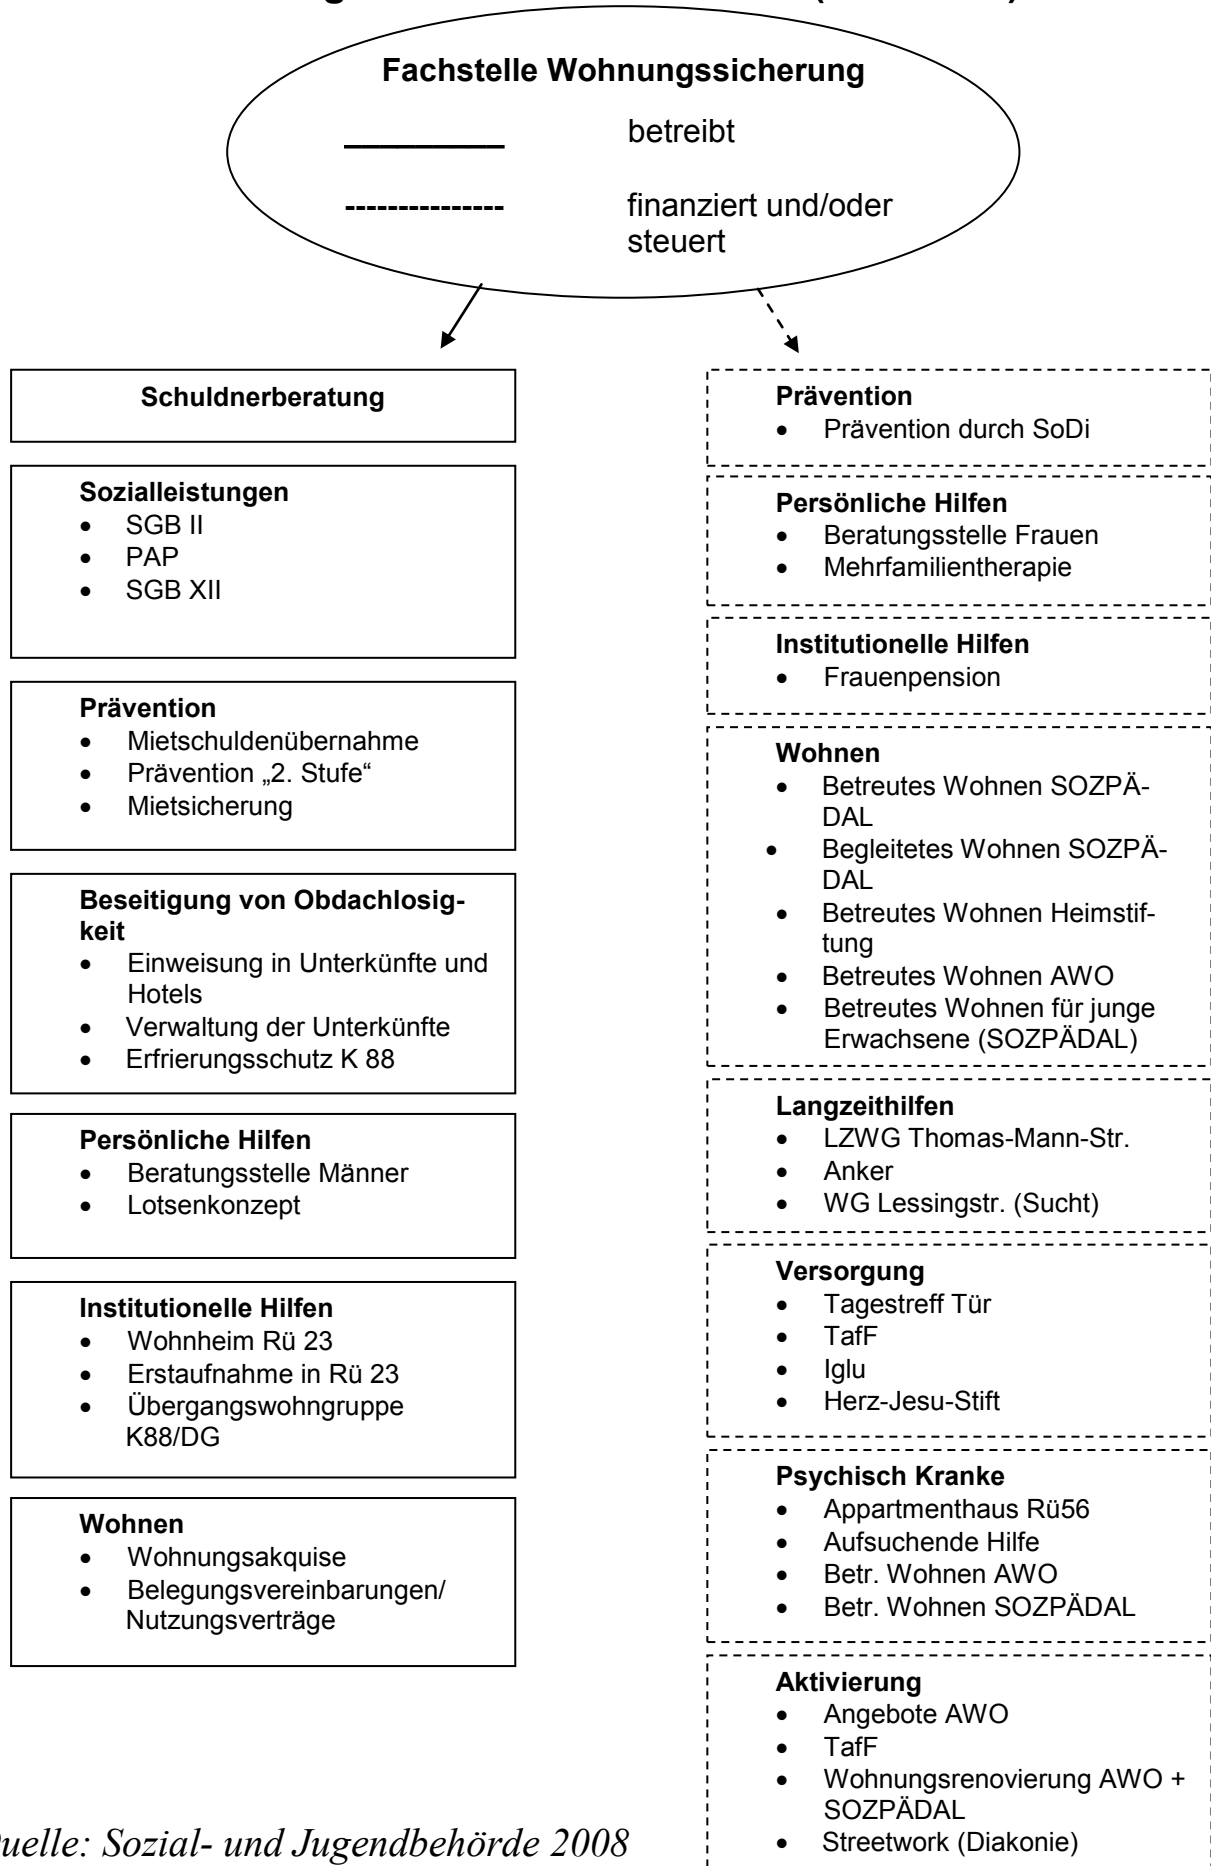 Fachstelle Wohnungssicherung
betreibt
finanziert und/oder
steuert
Schuldnerberatung
Sozialleistungen
• SGB II
• PAP
• SGB XII
Prävention
• Mietschuldenübernahme
• Prävention „2. Stufe“
• Mietsicherung
Beseitigung von Obdachlosig-
keit
• Einweisung in Unterkünfte und
Hotels
• Verwaltung der Unterkünfte
• Erfrierungsschutz K 88
Persönliche Hilfen
• Beratungsstelle Männer
• Lotsenkonzept
Institutionelle Hilfen
• Wohnheim Rü 23
• Erstaufnahme in Rü 23
• Übergangswohngruppe
K88/DG
Wohnen
• Wohnungsakquise
• Belegungsvereinbarungen/
Nutzungsverträge
Prävention
• Prävention durch SoDi
Persönliche Hilfen
• Beratungsstelle Frauen
• Mehrfamilientherapie
Institutionelle Hilfen
• Frauenpension
Wohnen
• Betreutes Wohnen SOZPÄ-
DAL
• Begleitetes Wohnen SOZPÄ-
DAL
• Betreutes Wohnen Heimstif-
tung
• Betreutes Wohnen AWO
• Betreutes Wohnen für junge
Erwachsene (SOZPÄDAL)
Langzeithilfen
• LZWG Thomas-Mann-Str.
• Anker
• WG Lessingstr. (Sucht)
Versorgung
• Tagestreff Tür
• TafF
• Iglu
• Herz-Jesu-Stift
Psychisch Kranke
• Appartmenthaus Rü56
• Aufsuchende Hilfe
• Betr. Wohnen AWO
• Betr. Wohnen SOZPÄDAL
Aktivierung
• Angebote AWO
• TafF
• Wohnungsrenovierung AWO +
SOZPÄDAL
• Streetwork (Diakonie)
uelle: Sozial- und Jugendbehörde 2008